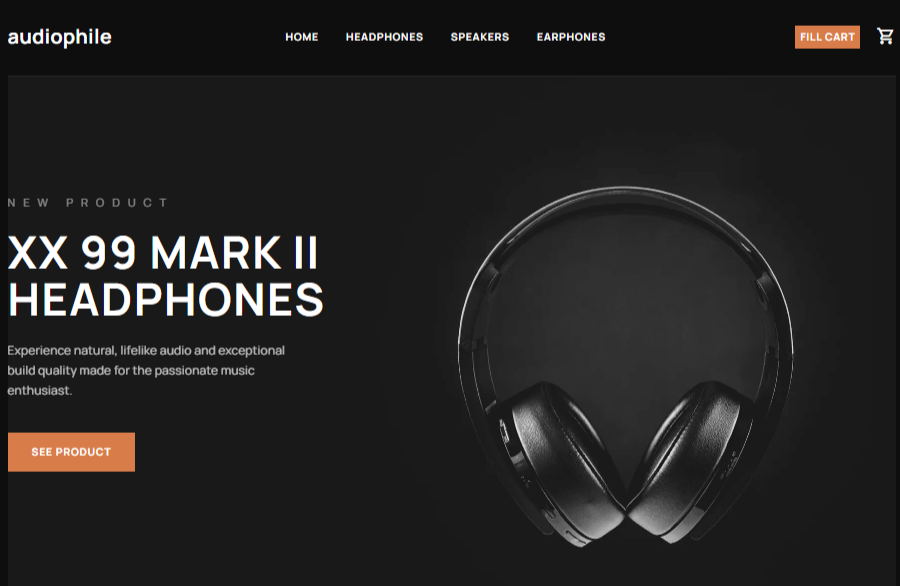 audiophile
HOME HEADPHONES SPEAKERS EARPHONES
FILL CART
NEW PRODUCT
XX 99 MARK II
HEADPHONES
Experience natural, lifelike audio and exceptional
build quality made for the passionate music
enthusiast.
SEE PRODUCT